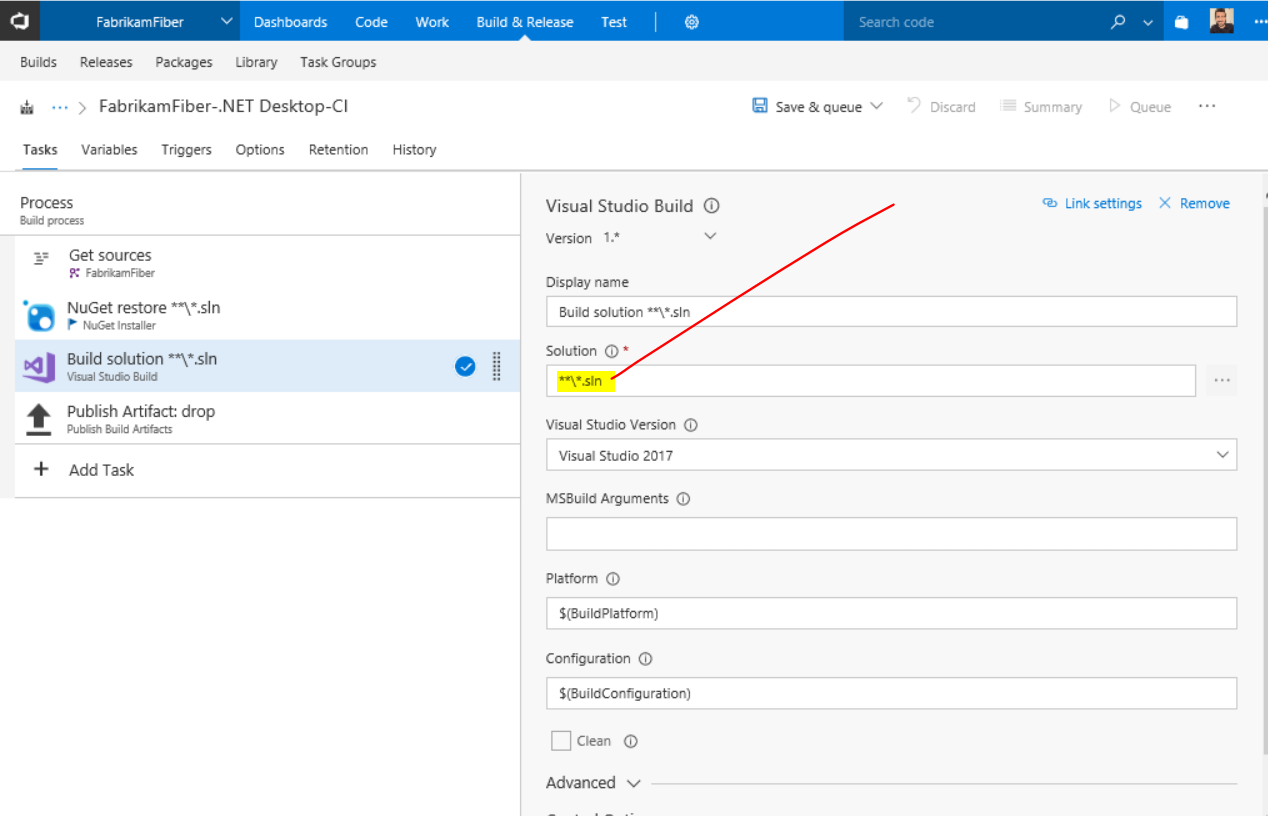 FabrikamFiber Dashboards Code Work Build & Release Test Search code
Builds Releases Packages Library Task Groups
... > FabrikamFiber-.NET Desktop-CI Save & queue Discard Summary Queue ...
Tasks Variables Triggers Options Retention History
Process
Build process
Get sources
FabrikamFiber
NuGet restore **\*.sln
NuGet Installer
Build solution **\*.sln
Visual Studio Build
Publish Artifact: drop
Publish Build Artifacts
+ Add Task
Visual Studio Build Link settings Remove
Version 1.*
Display name
Build solution **\*.sln
Solution *
**\*.sln
Visual Studio Version
Visual Studio 2017
MSBuild Arguments
Platform
$(BuildPlatform)
Configuration
$(BuildConfiguration)
Clean
Advanced